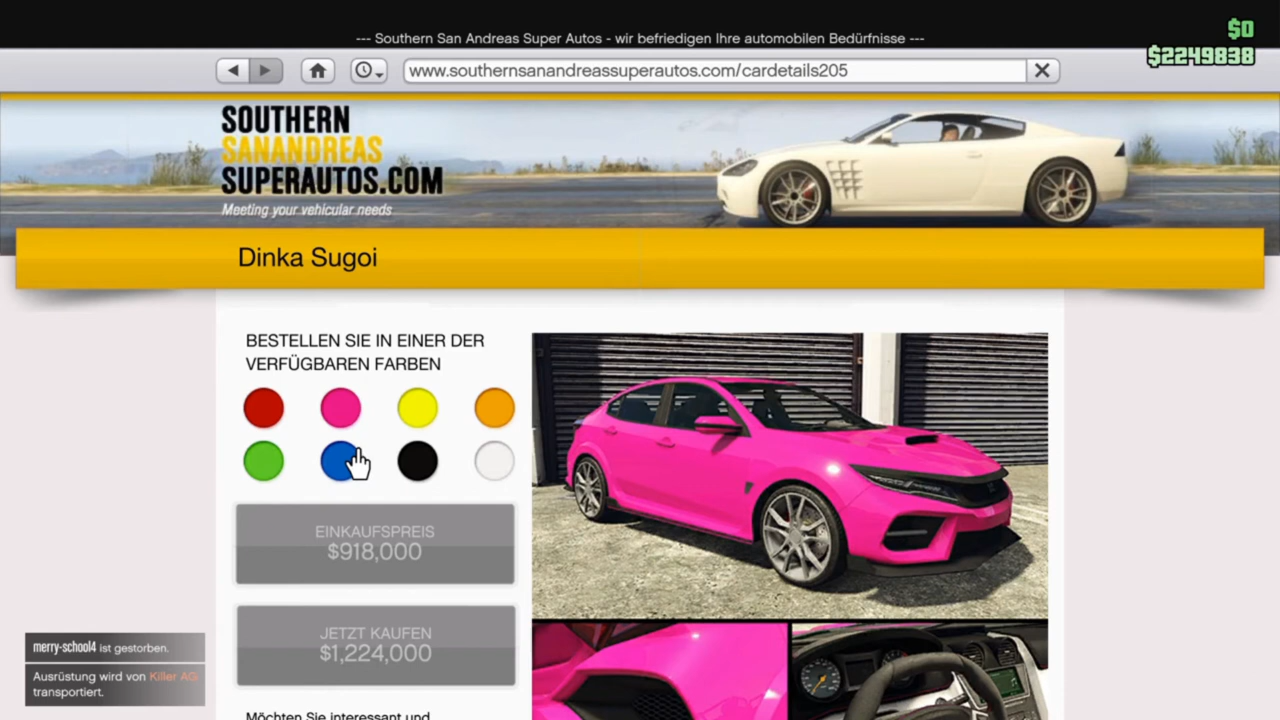 --- Southern San Andreas Super Autos - wir befriedigen Ihre automobilen Bedürfnisse ---
$0
$2249838
www.southernsanandreassuperautos.com/cardetails205
SOUTHERN
SANANDREAS
SUPERAUTOS.COM
Meeting your vehicular needs
Dinka Sugoi
BESTELLEN SIE IN EINER DER
VERFÜGBAREN FARBEN
EINKAUFSPREIS
$918,000
JETZT KAUFEN
$1,224,000
Möchten Sie interessant und
merry-school4 ist gestorben.
Ausrüstung wird von Killer AG
transportiert.